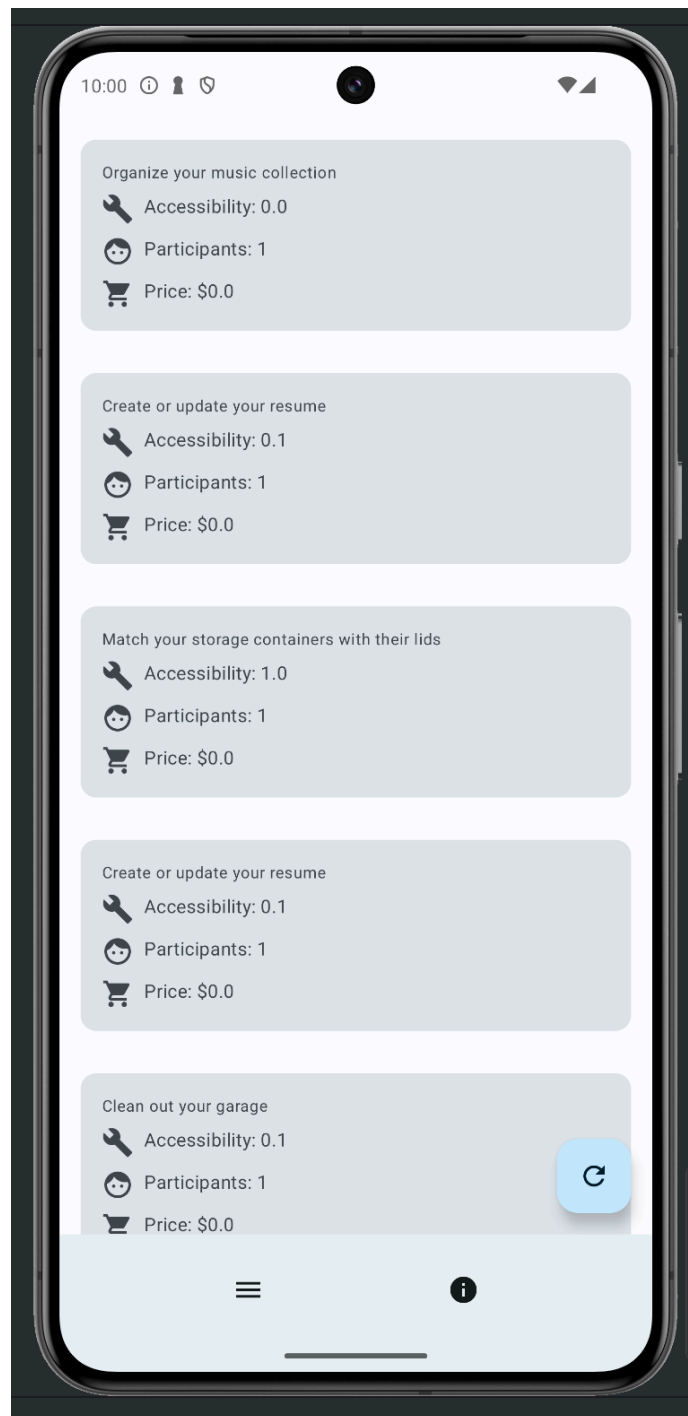 10:00
Organize your music collection
Accessibility: 0.0
Participants: 1
Price: $0.0
Create or update your resume
Accessibility: 0.1
Participants: 1
Price: $0.0
Match your storage containers with their lids
Accessibility: 1.0
Participants: 1
Price: $0.0
Create or update your resume
Accessibility: 0.1
Participants: 1
Price: $0.0
Clean out your garage
Accessibility: 0.1
Participants: 1
Price: $0.0